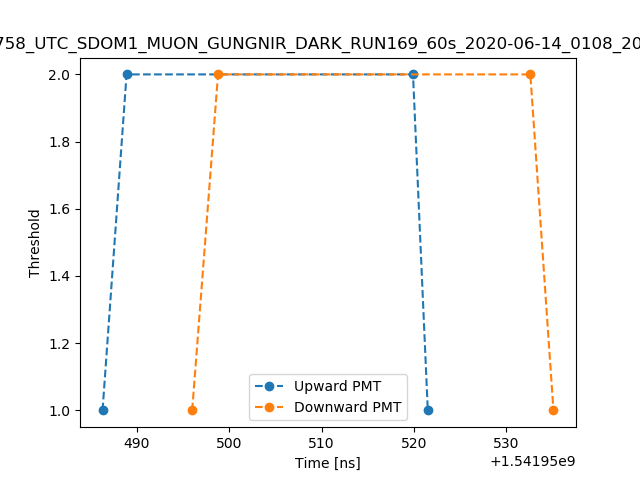 758_UTC_SDOM1_MUON_GUNGNIR_DARK_RUN169_60s_2020-06-14_0108_20
2.0
1.8
1.6
1.4
1.2
1.0
Threshold
Upward PMT
Downward PMT
490 500 510 520 530
Time [ns]
+1.54195e9